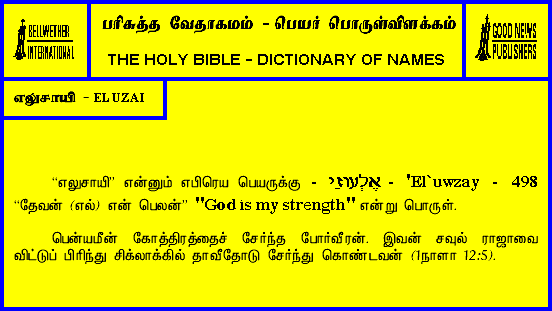 BELLWETHER
INTERNATIONAL
பரிசுத்த வேதாகமம் - பெயர் பொருள்விளக்கம்
THE HOLY BIBLE - DICTIONARY OF NAMES
GOOD NEWS
PUBLISHERS
எலுசாயி - ELUZAI
“எலுசாயி” என்னும் எபிரெய பெயருக்கு - אֶלְעוּזַי - 'El`uwzay - 498
“தேவன் (எல்) என் பெலன்” "God is my strength" என்று பொருள்.
பென்யமீன் கோத்திரத்தைச் சேர்ந்த போர்வீரன். இவன் சவுல் ராஜாவை
விட்டுப் பிரிந்து சிக்லாக்கில் தாவீதோடு சேர்ந்து கொண்டவன் (1நாளா 12:5).